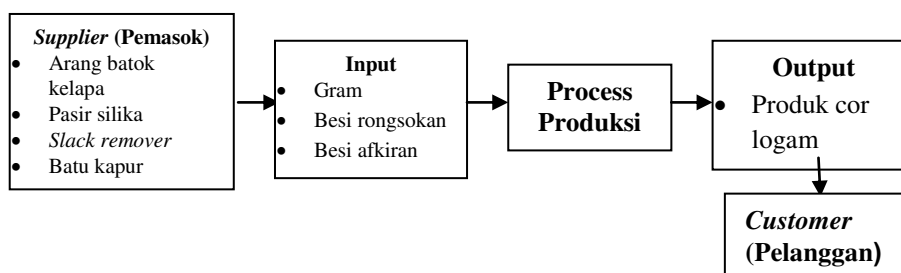 Supplier (Pemasok)
• Arang batok
kelapa
• Pasir silika
• Slack remover
• Batu kapur
Input
• Gram
• Besi rongsokan
• Besi afkiran
Process
Produksi
Output
• Produk cor
logam
Customer
(Pelanggan)